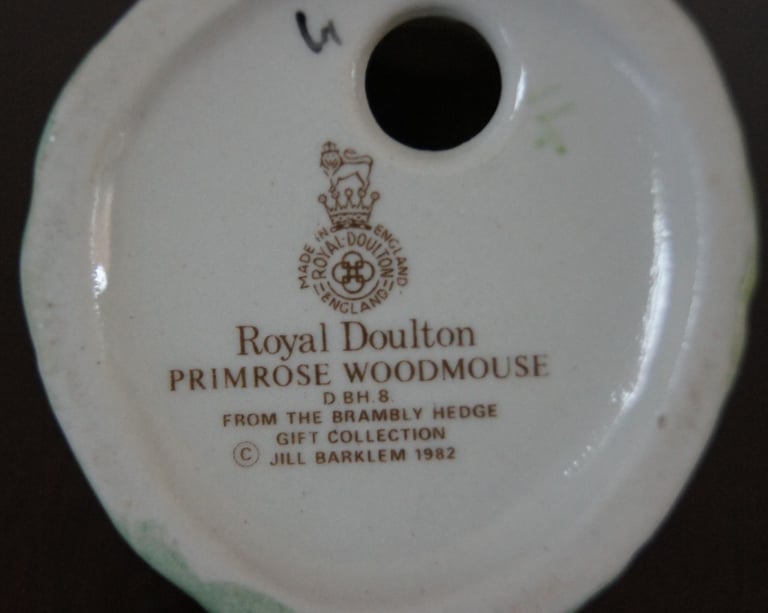 MADE IN ENGLAND
ROYAL·DOULTON
ENGLAND
Royal Doulton
PRIMROSE WOODMOUSE
D.BH.8.
FROM THE BRAMBLY HEDGE
GIFT COLLECTION
© JILL BARKLEM 1982